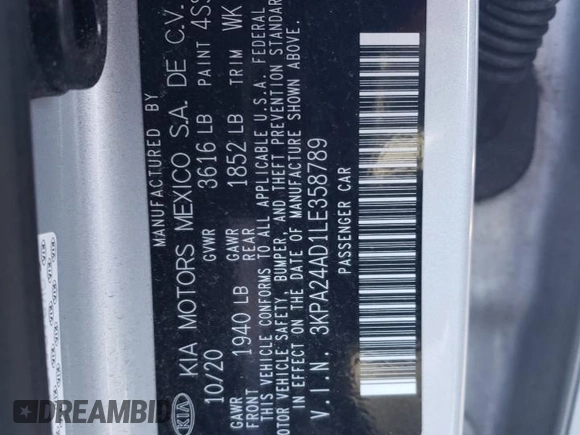 MANUFACTURED BY
KIA KIA MOTORS MEXICO S.A. DE C.V.
10/20 GVWR 3616 LB PAINT 4SS
GAWR FRONT 1940 LB GAWR REAR 1852 LB TRIM WK
THIS VEHICLE CONFORMS TO ALL APPLICABLE U.S.A. FEDERAL
MOTOR VEHICLE SAFETY, BUMPER, AND THEFT PREVENTION STANDAR
IN EFFECT ON THE DATE OF MANUFACTURE SHOWN ABOVE.
V.I.N. 3KPA24AD1LE358789
PASSENGER CAR
DREAMBID